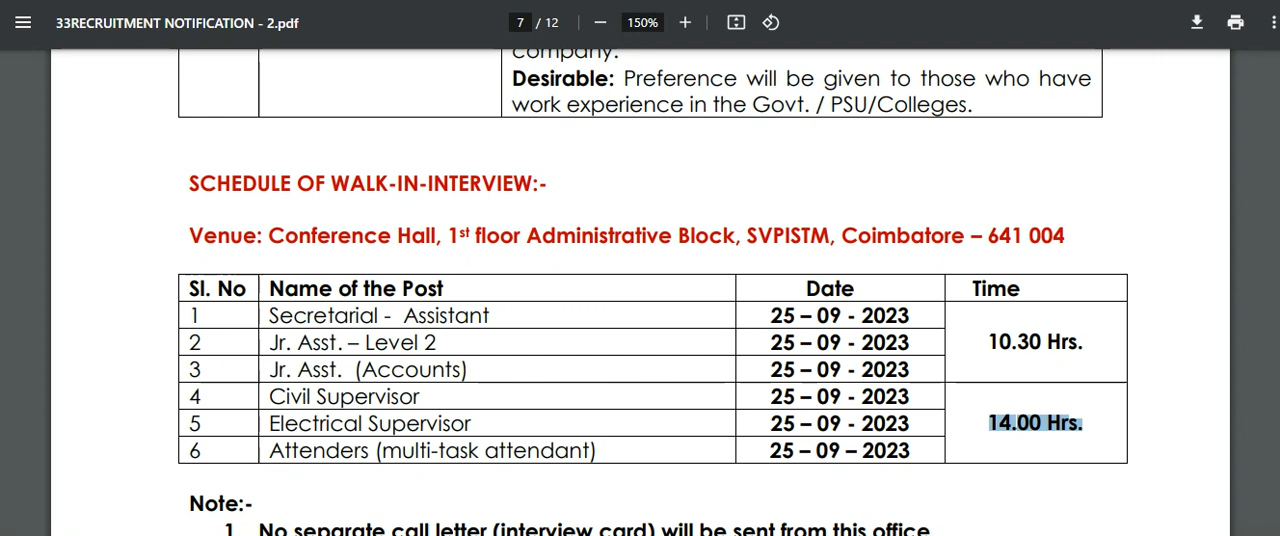 33RECRUITMENT NOTIFICATION - 2.pdf 7 / 12 150%
company.
Desirable: Preference will be given to those who have
work experience in the Govt. / PSU/Colleges.
SCHEDULE OF WALK-IN-INTERVIEW:-
Venue: Conference Hall, 1st floor Administrative Block, SVPISTM, Coimbatore – 641 004
Sl. No Name of the Post Date Time
1 Secretarial - Assistant 25 – 09 - 2023
2 Jr. Asst. – Level 2 25 – 09 - 2023 10.30 Hrs.
3 Jr. Asst. (Accounts) 25 – 09 - 2023
4 Civil Supervisor 25 – 09 - 2023
5 Electrical Supervisor 25 – 09 - 2023 14.00 Hrs.
6 Attenders (multi-task attendant) 25 – 09 – 2023
Note:-
1. No separate call letter (interview card) will be sent from this office